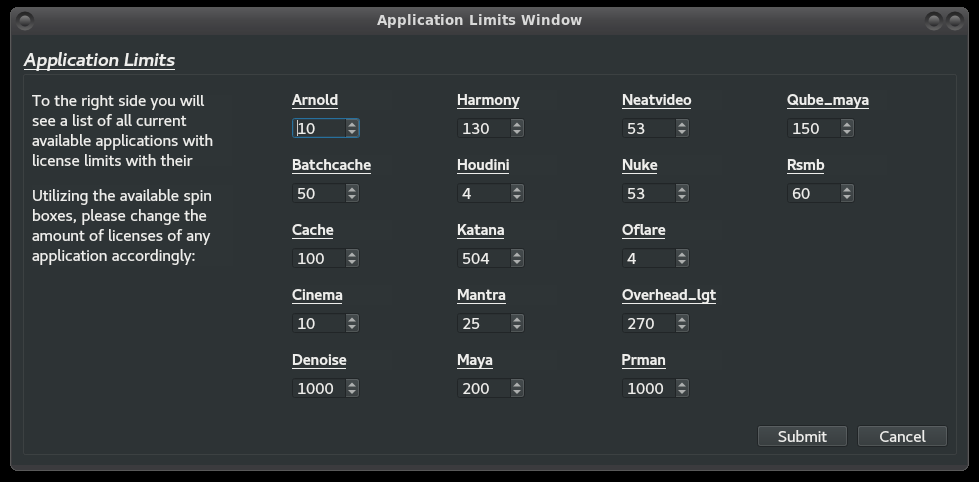 Application Limits Window
Application Limits
To the right side you will
see a list of all current
available applications with
license limits with their
Utilizing the available spin
boxes, please change the
amount of licenses of any
application accordingly:
Arnold Harmony Neatvideo Qube_maya
10 130 53 150
Batchcache Houdini Nuke Rsmb
50 4 53 60
Cache Katana Oflare
100 504 4
Cinema Mantra Overhead_lgt
10 25 270
Denoise Maya Prman
1000 200 1000
Submit Cancel